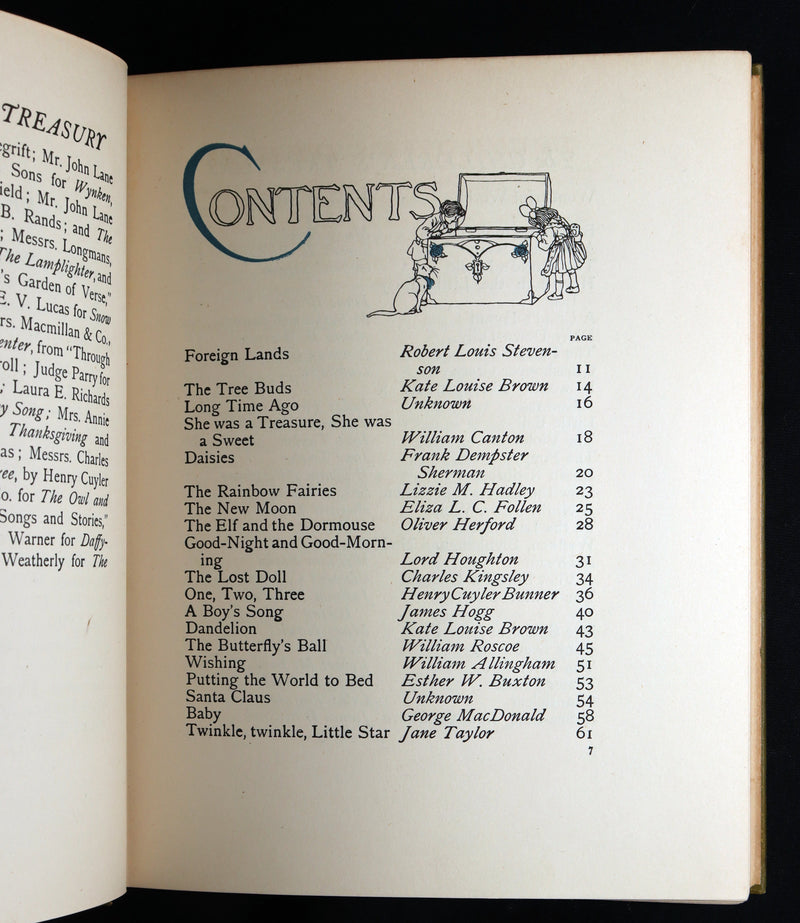 TREASURY
egrift; Mr. John Lane
Sons for Wynken,
ield; Mr. John Lane
B. Rands; and The
; Messrs. Longmans,
The Lamplighter, and
's Garden of Verse,"
E. V. Lucas for Snow
rs. Macmillan & Co.,
enter, from "Through
roll; Judge Parry for
; Laura E. Richards
y Song; Mrs. Annie
Thanksgiving and
as; Messrs. Charles
ree, by Henry Cuyler
o. for The Owl and
Songs and Stories,"
Warner for Daffy-
Weatherly for The
CONTENTS
PAGE
Foreign Lands Robert Louis Steven-
son 11
The Tree Buds Kate Louise Brown 14
Long Time Ago Unknown 16
She was a Treasure, She was
a Sweet William Canton 18
Daisies Frank Dempster
Sherman 20
The Rainbow Fairies Lizzie M. Hadley 23
The New Moon Eliza L. C. Follen 25
The Elf and the Dormouse Oliver Herford 28
Good-Night and Good-Morn-
ing Lord Houghton 31
The Lost Doll Charles Kingsley 34
One, Two, Three Henry Cuyler Bunner 36
A Boy's Song James Hogg 40
Dandelion Kate Louise Brown 43
The Butterfly's Ball William Roscoe 45
Wishing William Allingham 51
Putting the World to Bed Esther W. Buxton 53
Santa Claus Unknown 54
Baby George MacDonald 58
Twinkle, twinkle, Little Star Jane Taylor 61
7